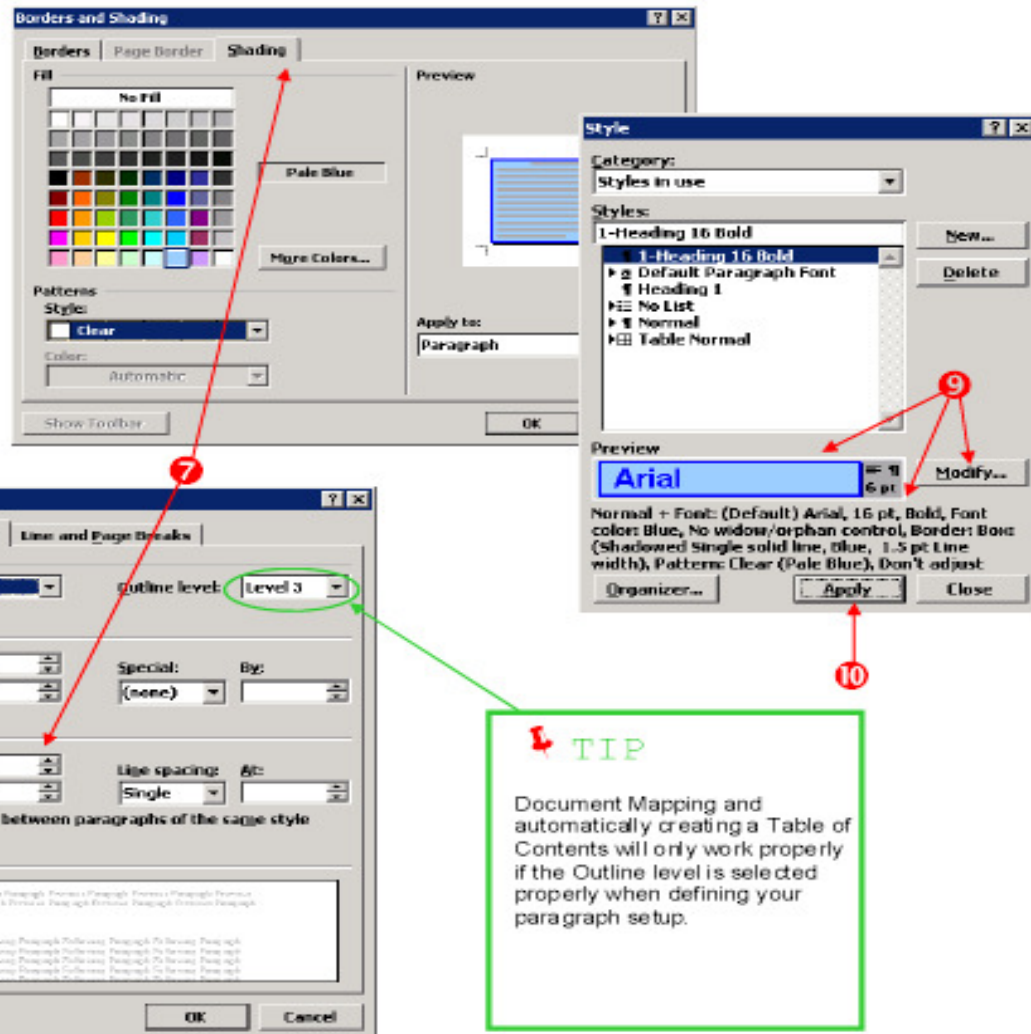 Borders and Shading
Borders Page Border Shading
Fill
No Fill
Pale Blue
More Colors...
Patterns
Style:
Clear
Color:
Automatic
Preview
Apply to:
Paragraph
Show Toolbar
OK
Style
Category:
Styles in use
Styles:
1-Heading 16 Bold
1-Heading 16 Bold
a Default Paragraph Font
¶ Heading 1
No List
¶ Normal
Table Normal
New...
Delete
Preview
Arial
6 pt
Modify...
Normal + Font: (Default) Arial, 16 pt, Bold, Font
color: Blue, No widow/orphan control, Border: Box:
(Shadowed Single solid line, Blue, 1.5 pt Line
width), Pattern: Clear (Pale Blue), Don't adjust
Organizer... Apply Close
9
10
7
Line and Page Breaks
Outline level: Level 3
Special: By:
(none)
Line spacing: At:
Single
between paragraphs of the same style
OK Cancel
TIP
Document Mapping and
automatically creating a Table of
Contents will only work properly
if the Outline level is selected
properly when defining your
paragraph setup.